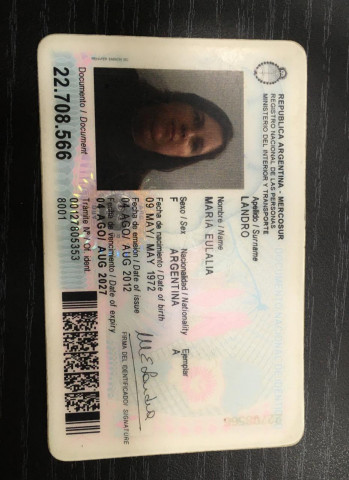 REPUBLICA ARGENTINA - MERCOSUR
REGISTRO NACIONAL DE LAS PERSONAS
MINISTERIO DEL INTERIOR Y TRANSPORTE
Apellido / Surname
LANDRO
Nombre / Name
MARIA EULALIA
Sexo / Sex Nacionalidad / Nationality Ejemplar
F ARGENTINA A
Fecha de nacimiento / Date of birth
09 MAY/ MAY 1972
Fecha de emisión / Date of issue
04 AGO/ AUG 2012
Fecha de vencimiento / Date of expiry
04 AGO/ AUG 2027
FIRMA DEL IDENTIFICADO / SIGNATURE
Documento / Document
22.708.566
Trámite Nº / Of. ident
00127805353
8001